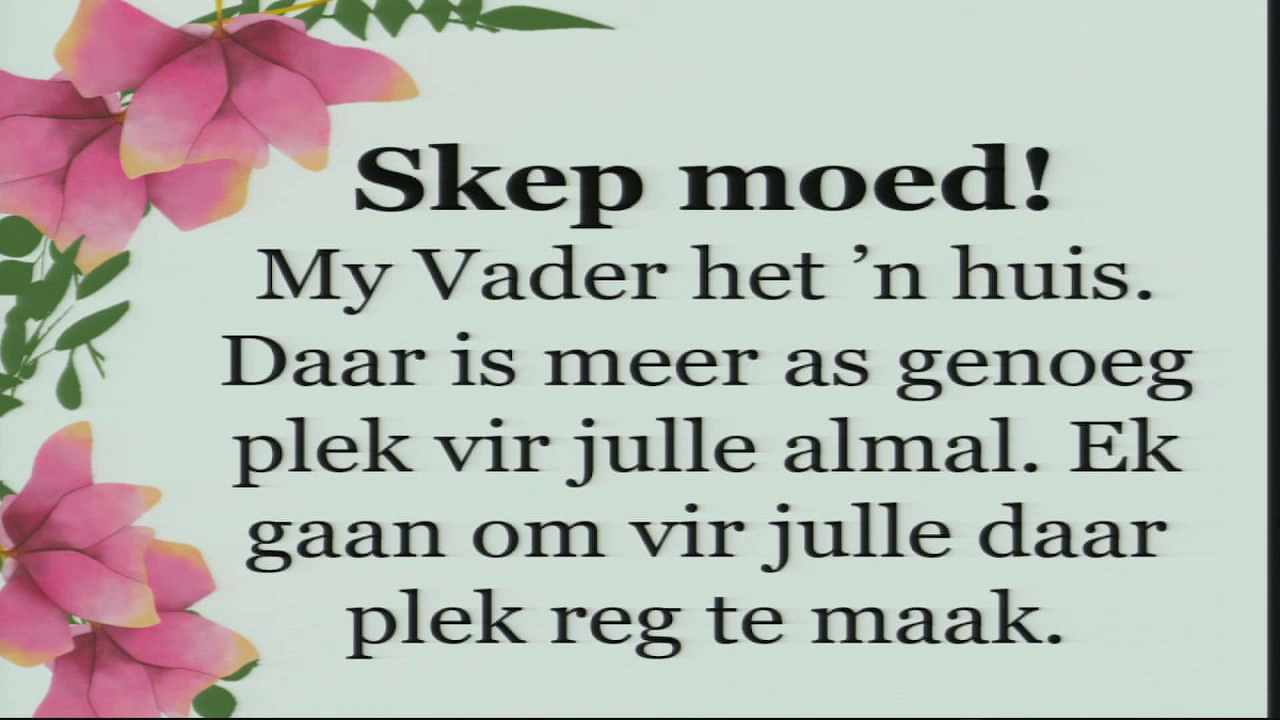 Skep moed!
My Vader het ’n huis.
Daar is meer as genoeg
plek vir julle almal. Ek
gaan om vir julle daar
plek reg te maak.